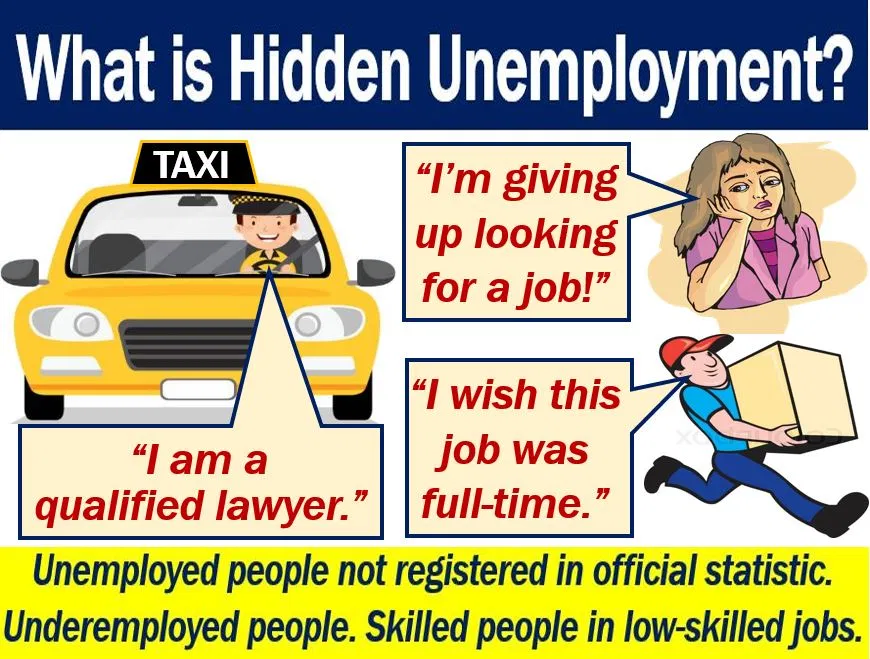 What is Hidden Unemployment?
TAXI
“I’m giving
up looking
for a job!”
“I wish this
job was
full-time.”
“I am a
qualified lawyer.”
Unemployed people not registered in official statistic.
Underemployed people. Skilled people in low-skilled jobs.